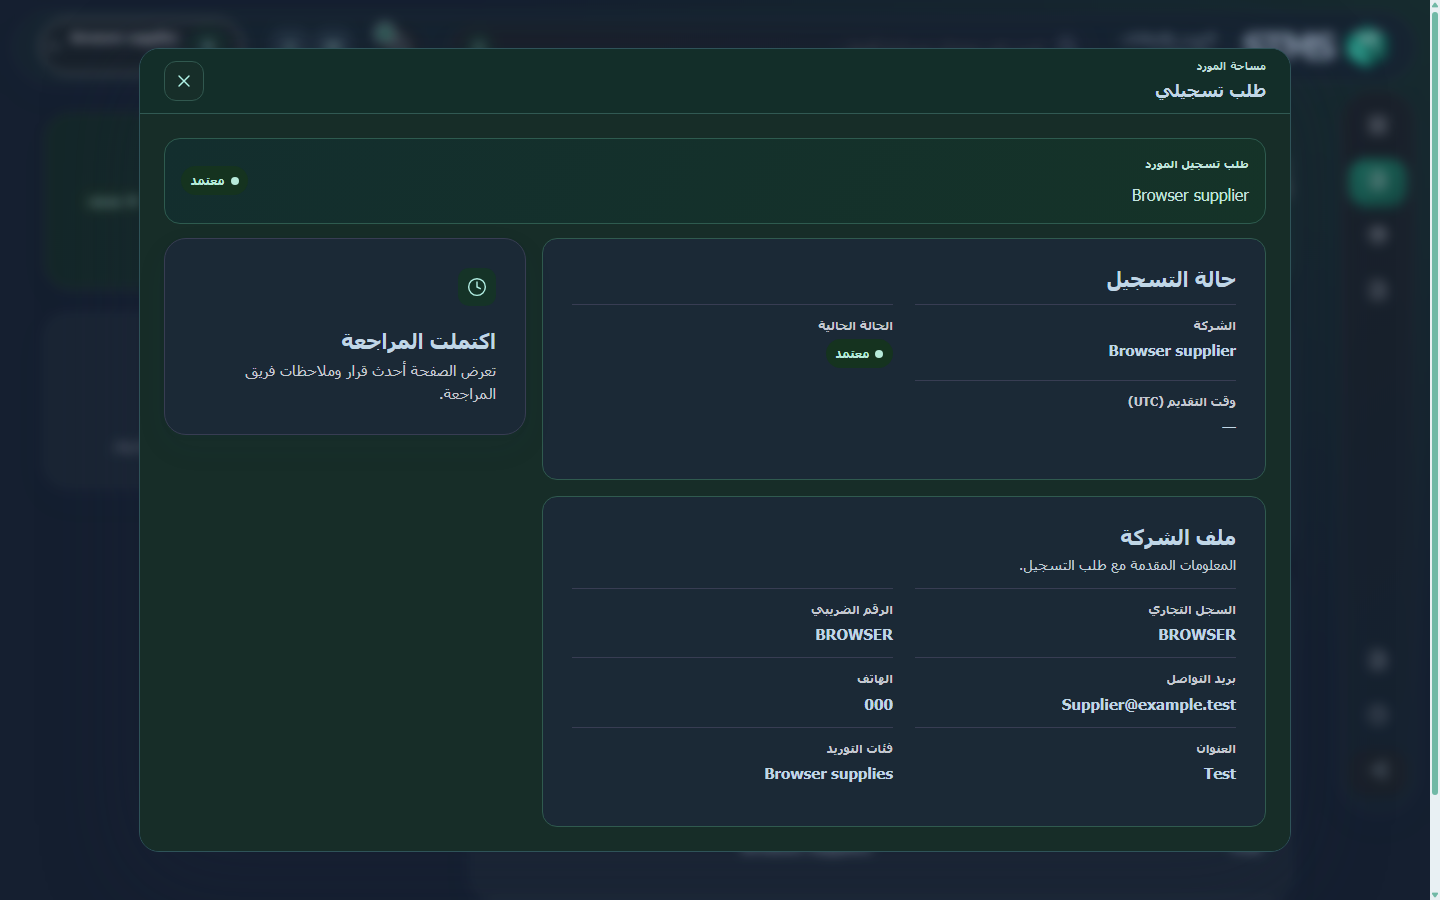 مساحة المورد
طلب تسجيلي
طلب تسجيل المورد
Browser supplier
معتمد
حالة التسجيل
الشركة
Browser supplier
الحالة الحالية
معتمد
وقت التقديم (UTC)
—
اكتملت المراجعة
تعرض الصفحة أحدث قرار وملاحظات فريق
المراجعة.
ملف الشركة
المعلومات المقدمة مع طلب التسجيل.
السجل التجاري
BROWSER
الرقم الضريبي
BROWSER
بريد التواصل
Supplier@example.test
الهاتف
000
العنوان
Test
فئات التوريد
Browser supplies